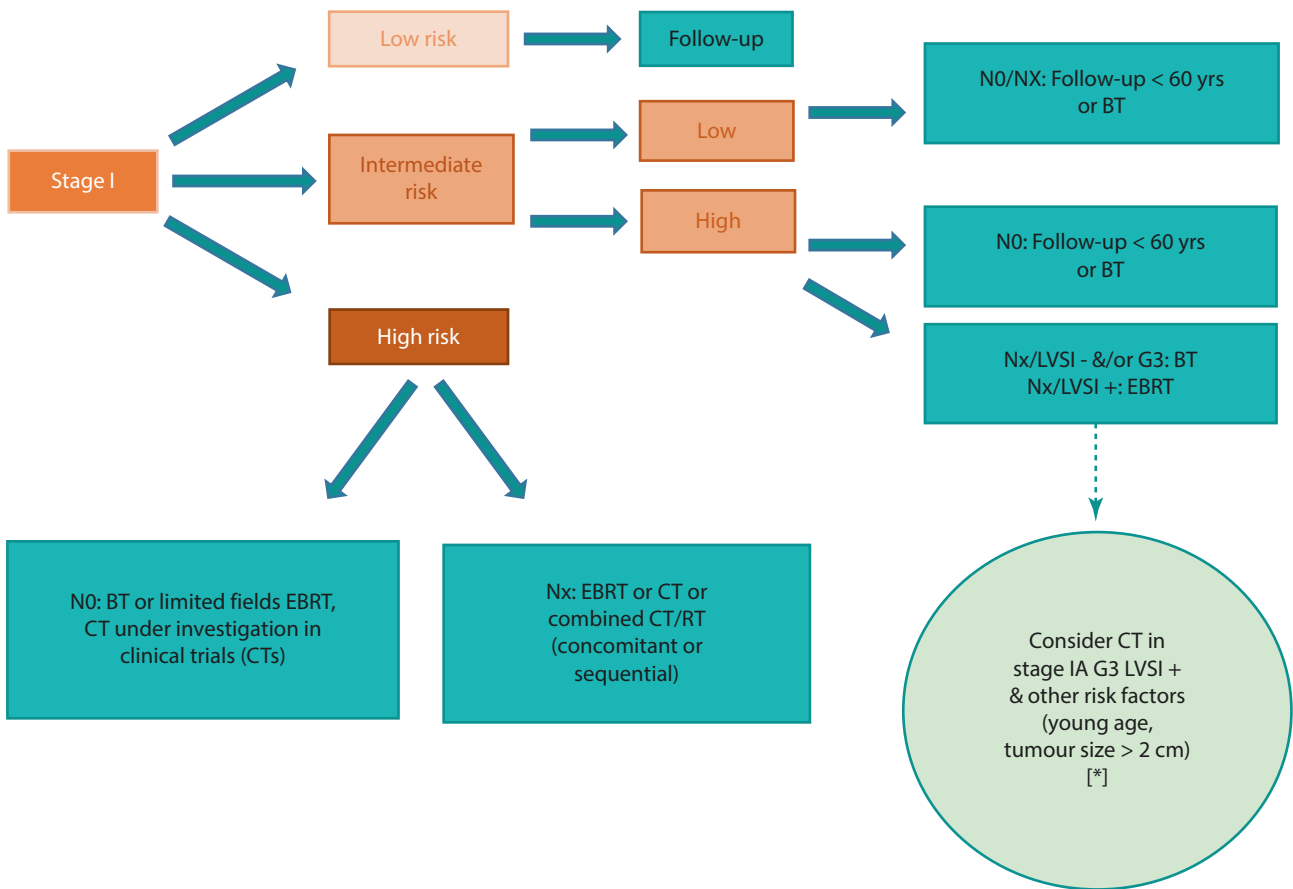 Stage I
Low risk
Follow-up
Intermediate
risk
Low
N0/NX: Follow-up < 60 yrs
or BT
High
N0: Follow-up < 60 yrs
or BT
Nx/LVSI - &/or G3: BT
Nx/LVSI +: EBRT
Consider CT in
stage IA G3 LVSI +
& other risk factors
(young age,
tumour size > 2 cm)
[*]
High risk
N0: BT or limited fields EBRT,
CT under investigation in
clinical trials (CTs)
Nx: EBRT or CT or
combined CT/RT
(concomitant or
sequential)